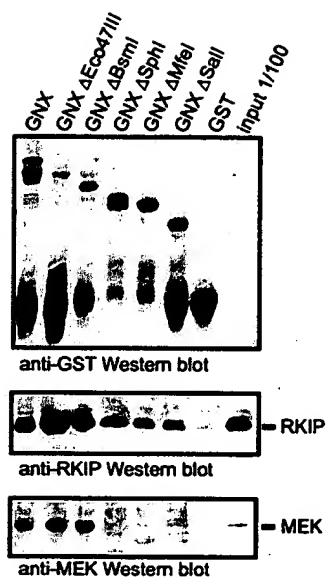 GNX
GNX ΔEco47III
GNX ΔBsmI
GNX ΔSphI
GNX ΔMfeI
GNX ΔSalI
GST
input 1/100
anti-GST Western blot
RKIP
anti-RKIP Western blot
MEK
anti-MEK Western blot